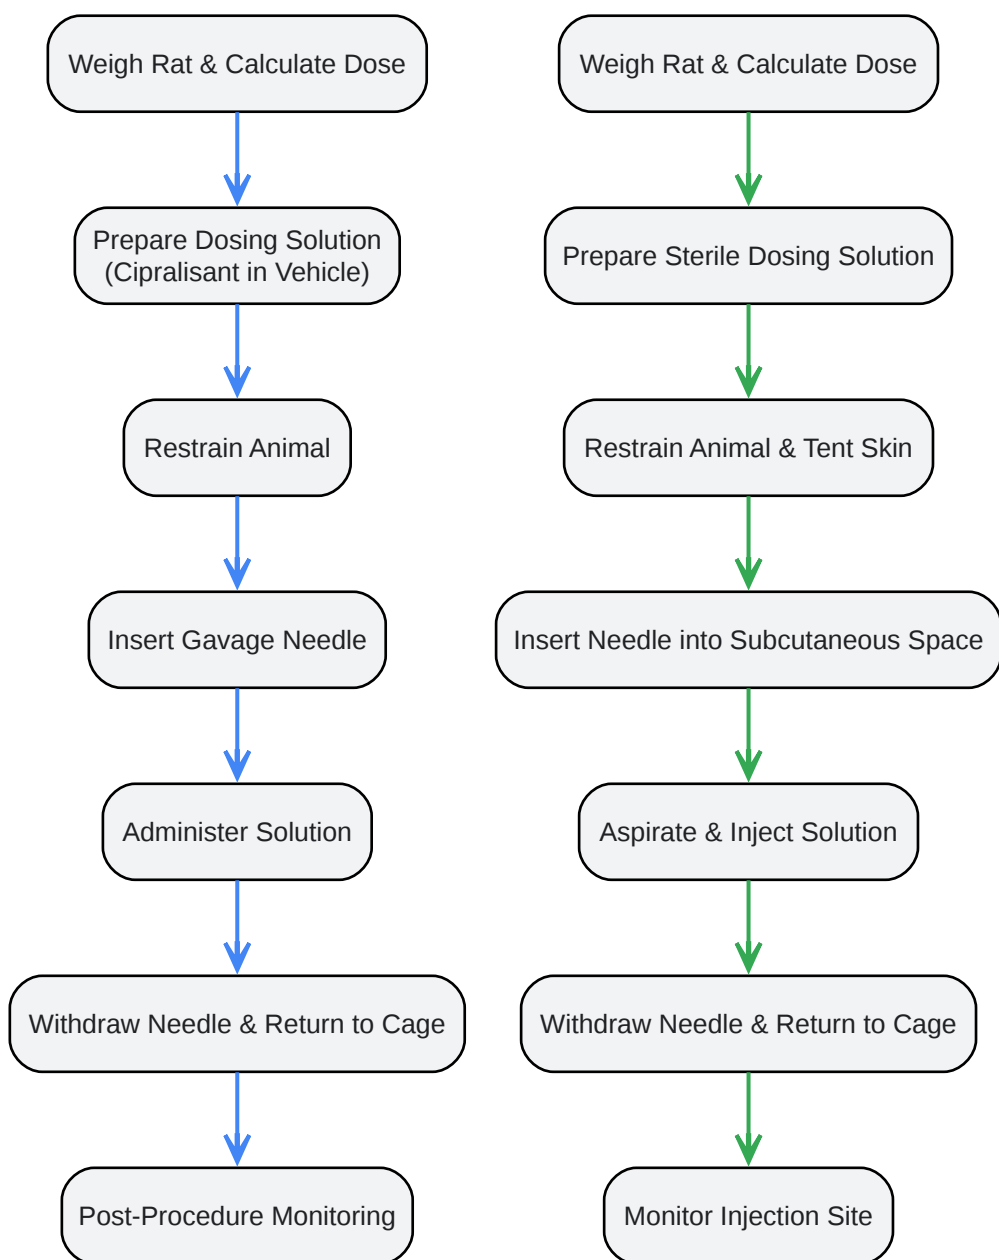 Weigh Rat & Calculate Dose
Prepare Dosing Solution
(Cipralisant in Vehicle)
Restrain Animal
Insert Gavage Needle
Administer Solution
Withdraw Needle & Return to Cage
Post-Procedure Monitoring
Weigh Rat & Calculate Dose
Prepare Sterile Dosing Solution
Restrain Animal & Tent Skin
Insert Needle into Subcutaneous Space
Aspirate & Inject Solution
Withdraw Needle & Return to Cage
Monitor Injection Site